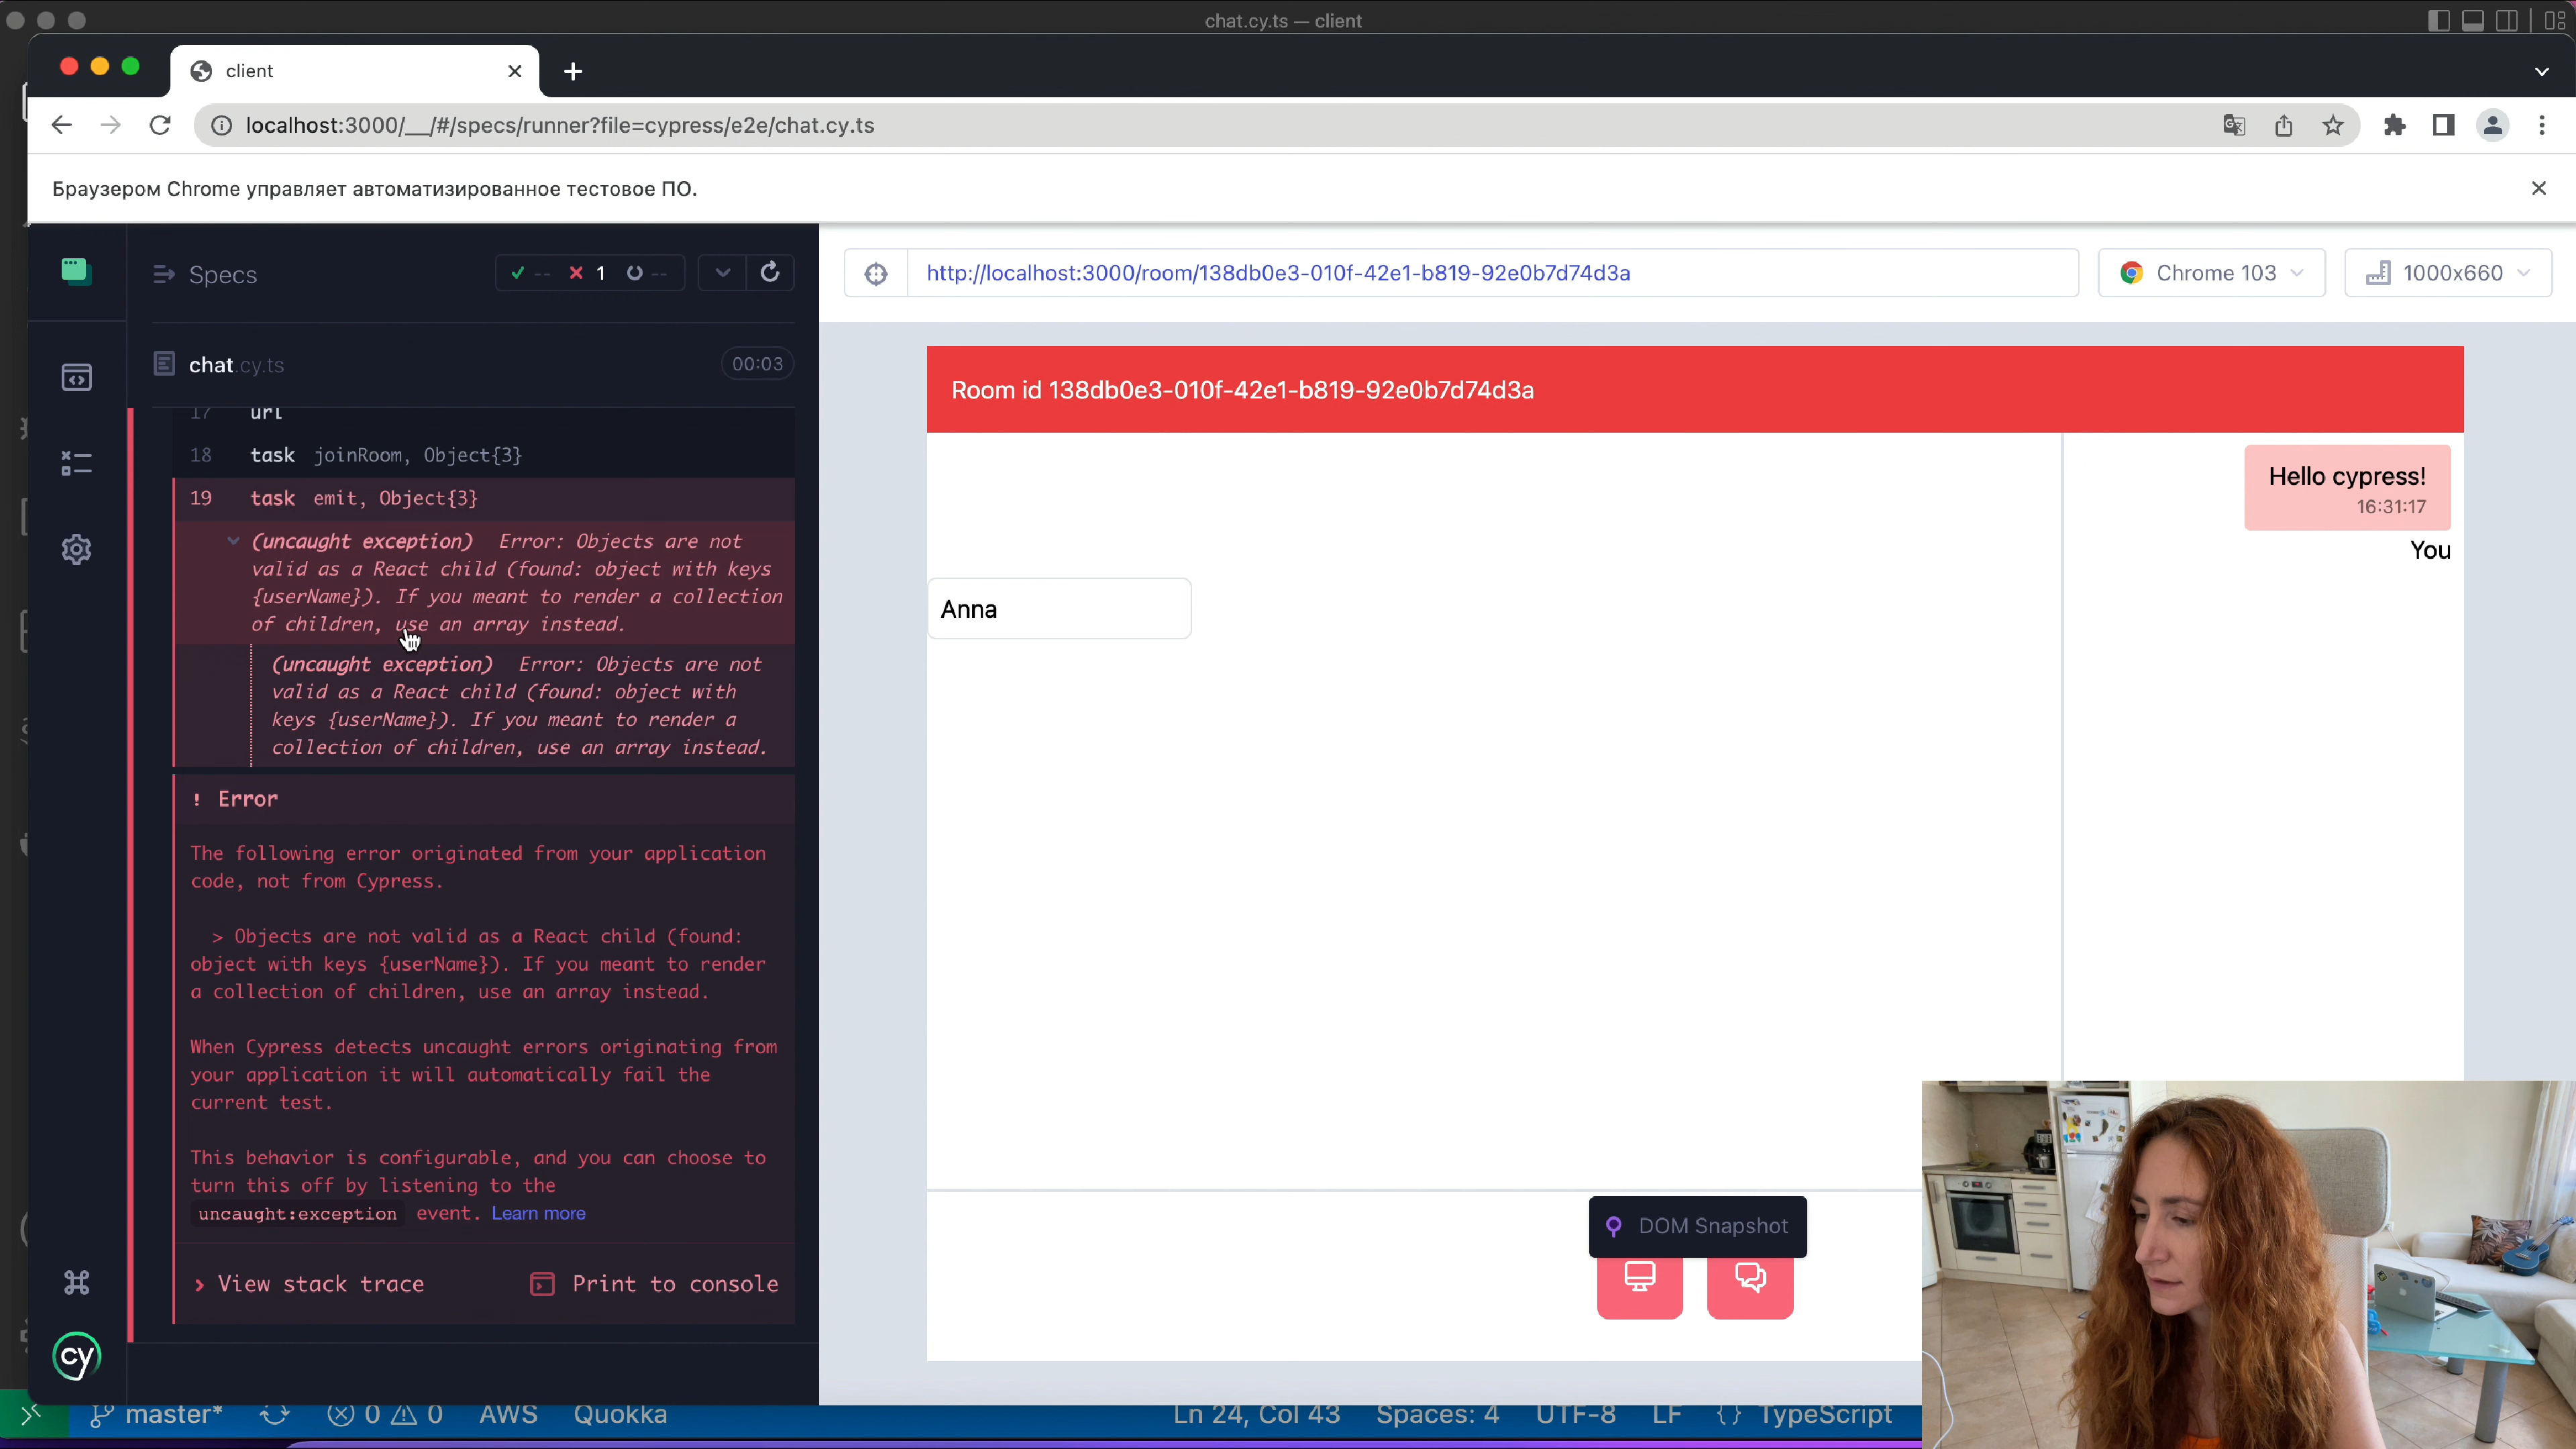 chat.cy.ts — client
client
localhost:3000/__/#/specs/runner?file=cypress/e2e/chat.cy.ts
Браузером Chrome управляет автоматизированное тестовое ПО.
Specs
-- 1 --
chat.cy.ts
00:03
17 url
18 task joinRoom, Object{3}
19 task emit, Object{3}
(uncaught exception) Error: Objects are not
valid as a React child (found: object with keys
{userName}). If you meant to render a collection
of children, use an array instead.
(uncaught exception) Error: Objects are not
valid as a React child (found: object with
keys {userName}). If you meant to render a
collection of children, use an array instead.
! Error
The following error originated from your application
code, not from Cypress.
> Objects are not valid as a React child (found:
object with keys {userName}). If you meant to render
a collection of children, use an array instead.
When Cypress detects uncaught errors originating from
your application it will automatically fail the
current test.
This behavior is configurable, and you can choose to
turn this off by listening to the
uncaught:exception event. Learn more
> View stack trace
Print to console
cy
http://localhost:3000/room/138db0e3-010f-42e1-b819-92e0b7d74d3a
Chrome 103
1000x660
Room id 138db0e3-010f-42e1-b819-92e0b7d74d3a
Hello cypress!
16:31:17
You
Anna
DOM Snapshot
master*
0
0
AWS
Quokka
Ln 24, Col 43
Spaces: 4
UTF-8
LF
{} TypeScript